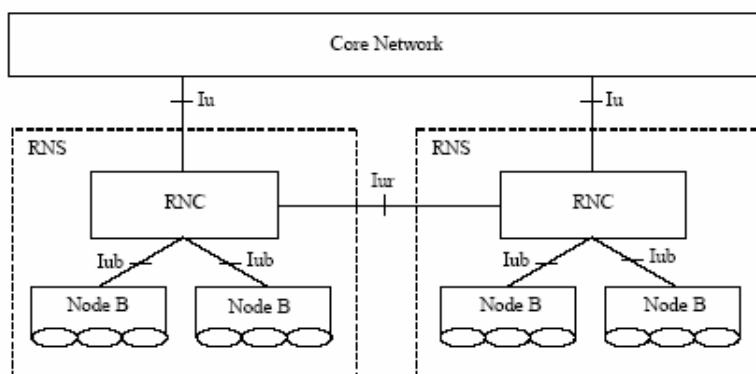 Core Network
Iu
Iu
RNS
RNS
RNC
Iur
RNC
Iub
Iub
Iub
Iub
Node B
Node B
Node B
Node B